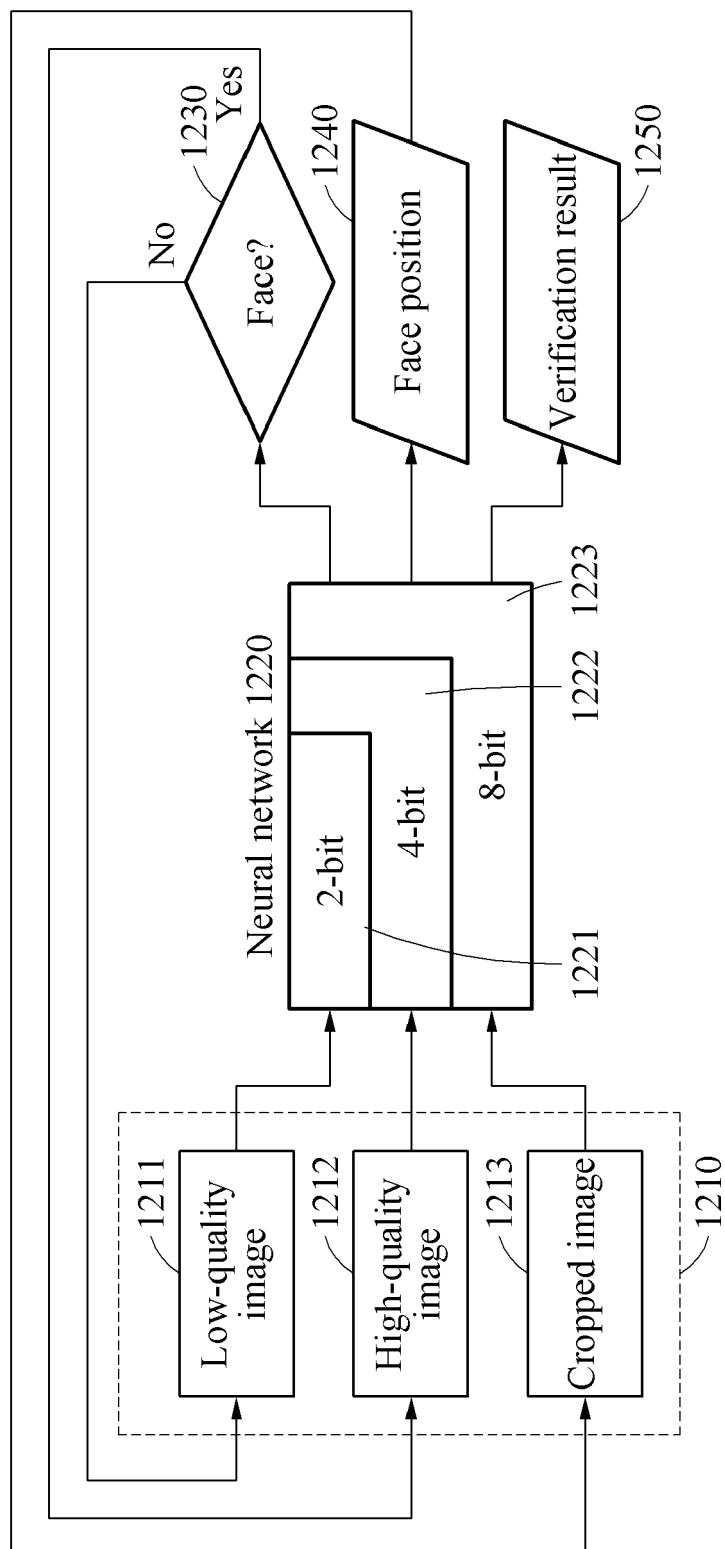 1211
Low-quality
image
1212
High-quality
image
1213
Cropped image
1210
Neural network 1220
2-bit
4-bit
8-bit
1221
1222
1223
No
1230
Yes
Face?
1240
Face position
Verification result
1250